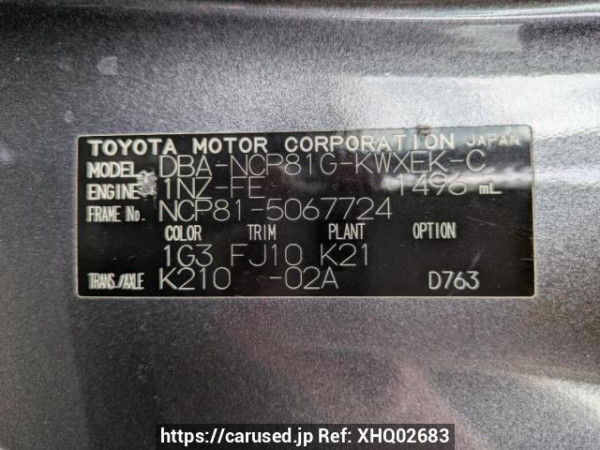 TOYOTA MOTOR CORPORATION JAPAN
MODEL DBA-NCP81G-KWXEK-C
ENGINE 1NZ-FE 1496 mL
FRAME No. NCP81-5067724
COLOR TRIM PLANT OPTION
1G3 FJ10 K21
TRANS./AXLE K210 -02A D763
https://carused.jp Ref: XHQ02683